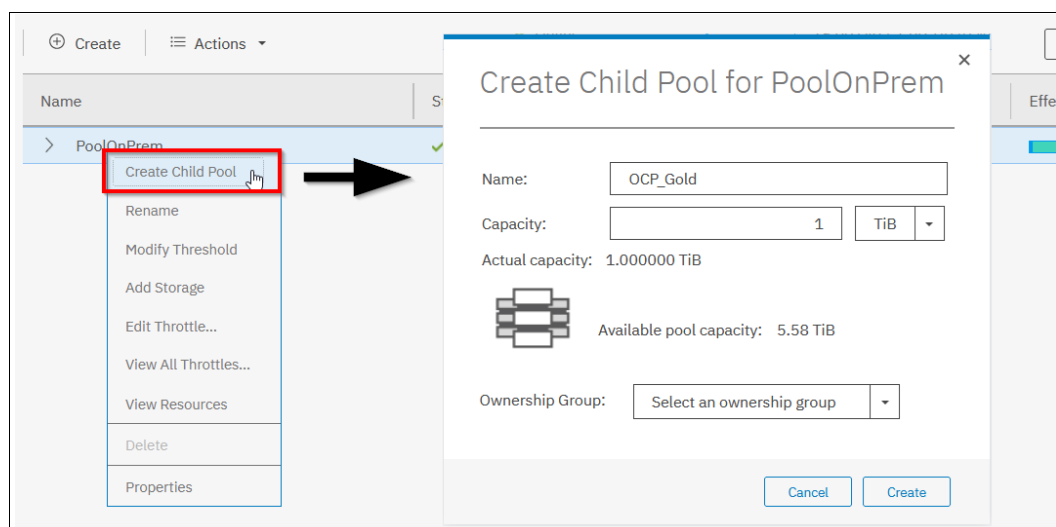 Create
Actions
Name
Effe
PoolOnPrem
Create Child Pool
Rename
Modify Threshold
Add Storage
Edit Throttle...
View All Throttles...
View Resources
Delete
Properties
Create Child Pool for PoolOnPrem
Name: OCP_Gold
Capacity: 1 TiB
Actual capacity: 1.000000 TiB
Available pool capacity: 5.58 TiB
Ownership Group: Select an ownership group
Cancel Create